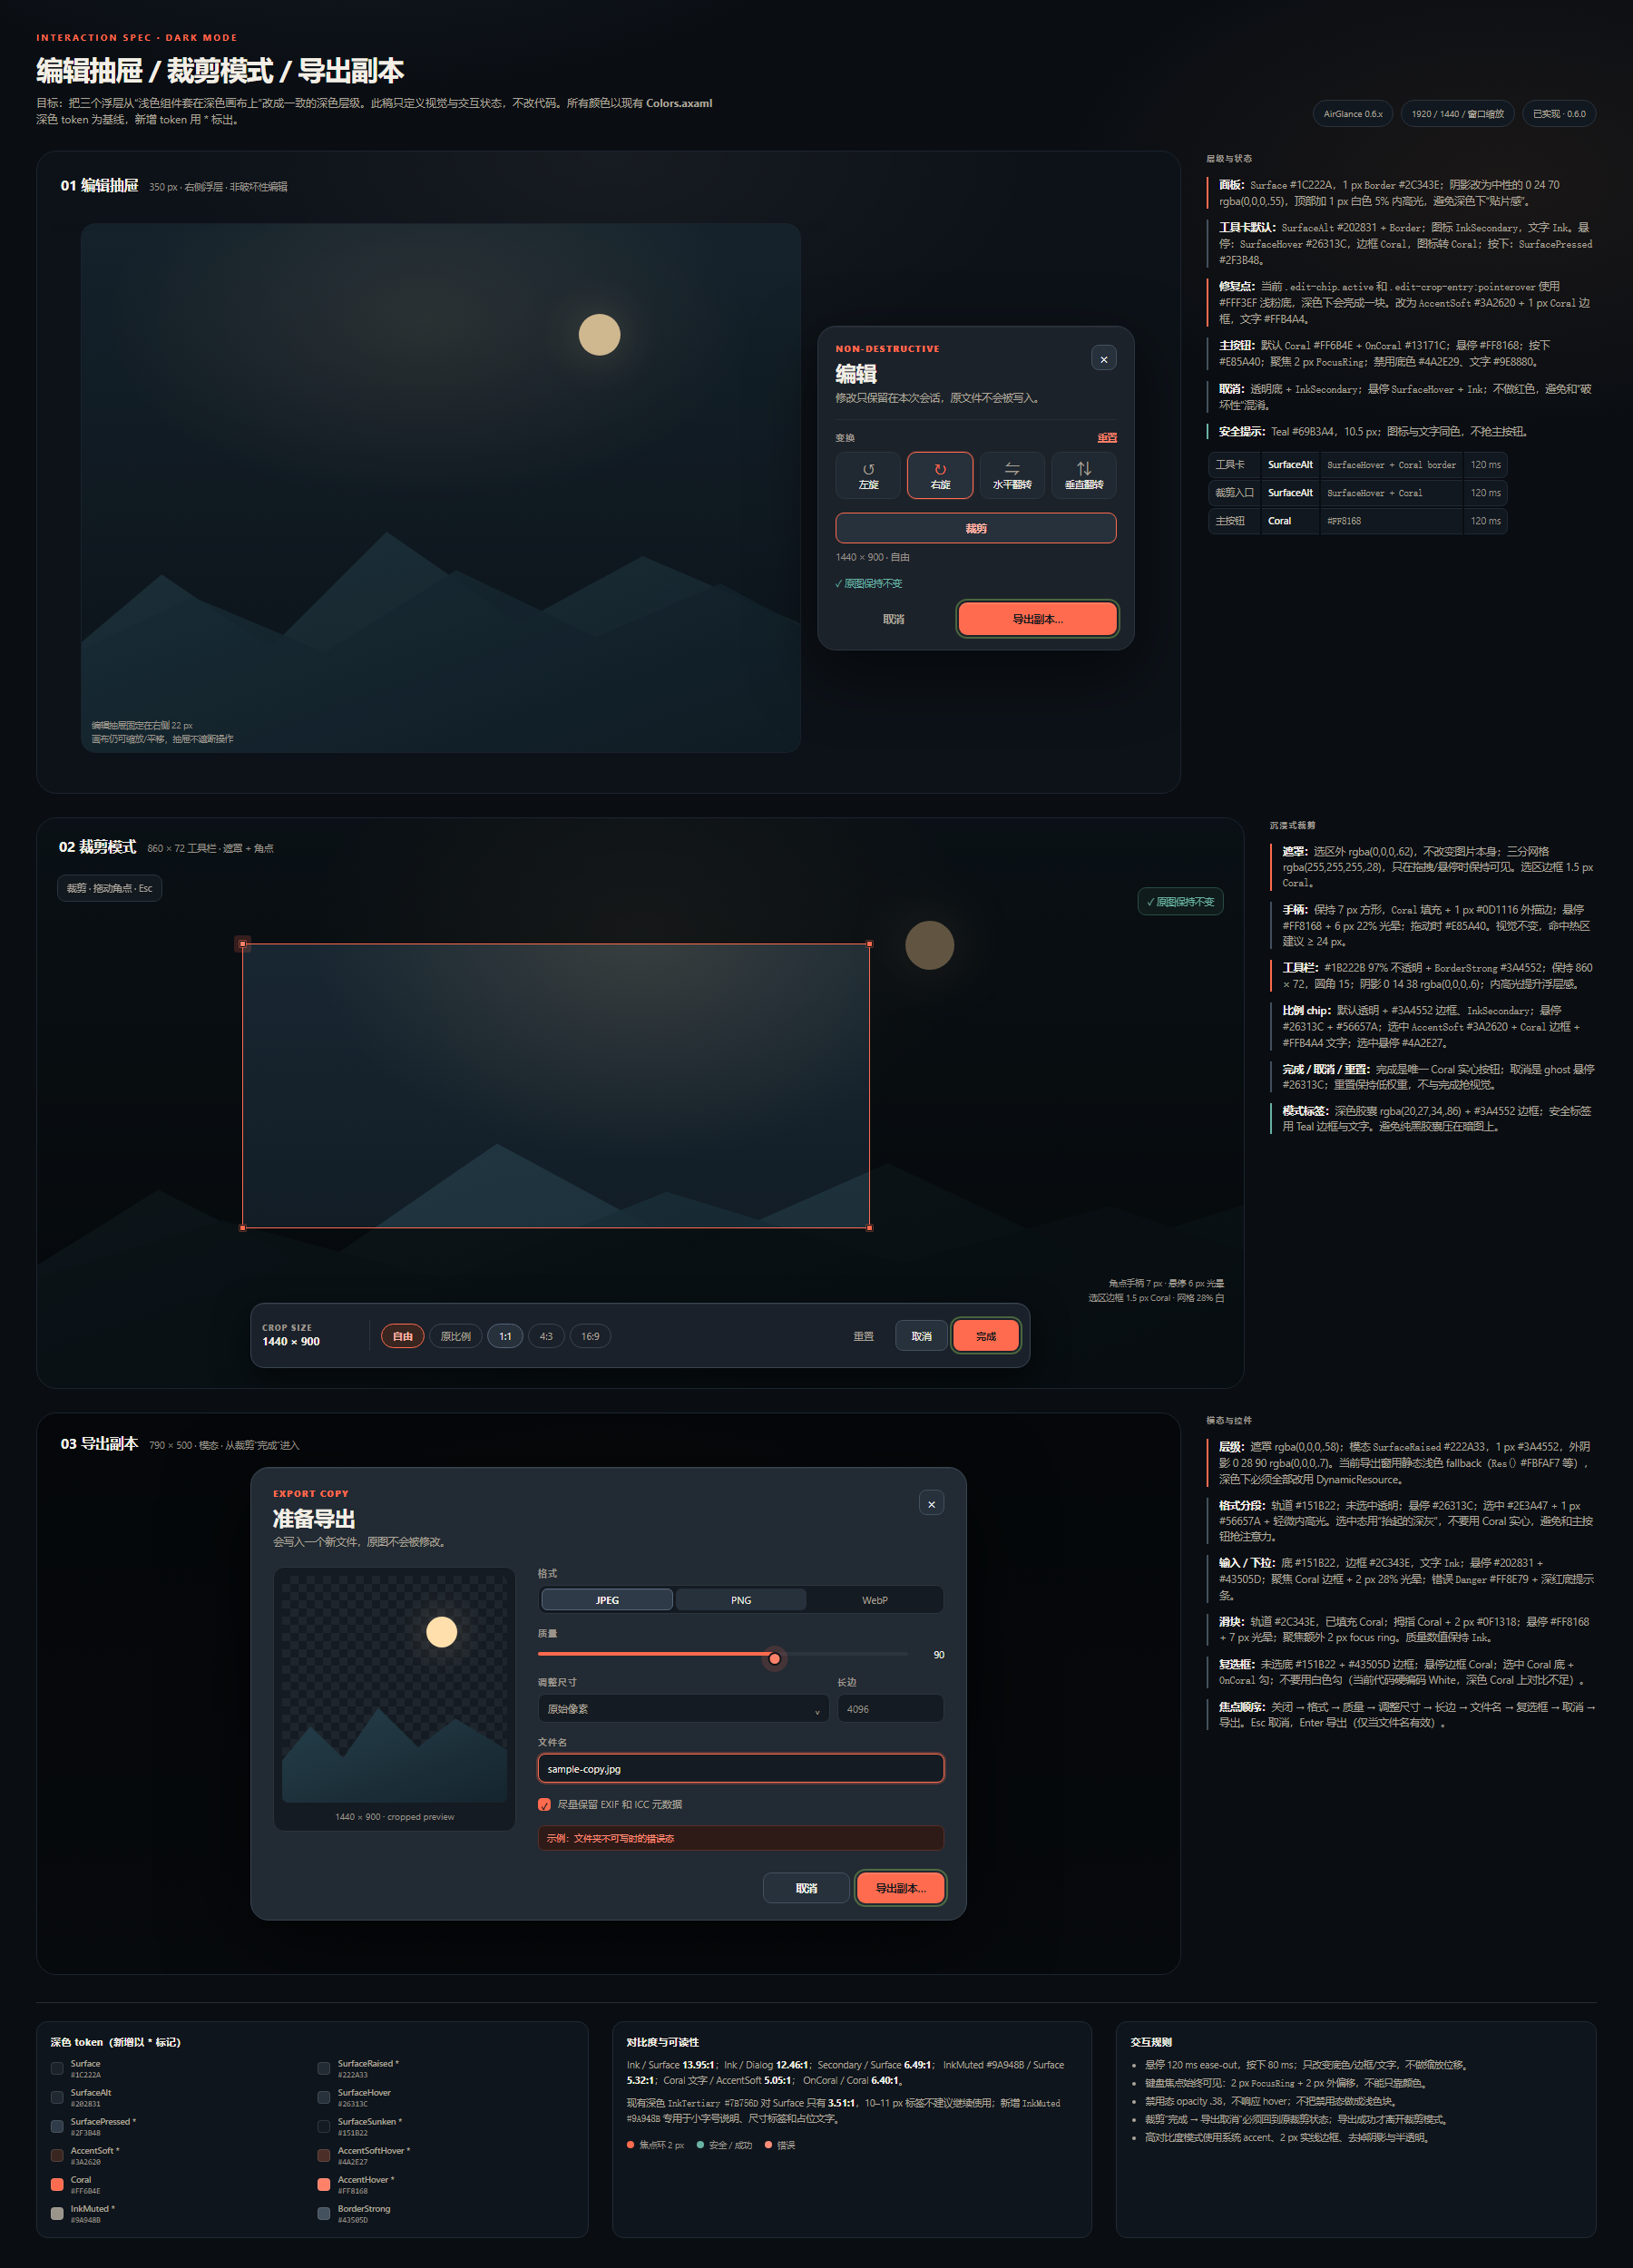 INTERACTION SPEC · DARK MODE
编辑抽屉 / 裁剪模式 / 导出副本
目标：把三个浮层从“浅色组件套在深色画布上”改成一致的深色层级。此稿只定义视觉与交互状态，不改代码。所有颜色以现有 Colors.axaml
深色 token 为基线，新增 token 用 * 标出。
AirGlance 0.6.x
1920 / 1440 / 窗口缩放
已实现 · 0.6.0
01 编辑抽屉 350 px · 右侧浮层 · 非破坏性编辑
编辑抽屉固定在右侧 22 px
画布仍可缩放/平移，抽屉不遮断操作
NON-DESTRUCTIVE
×
编辑
修改只保留在本次会话，原文件不会被写入。
变换
重置
↺
↻
⇋
⇅
左旋
右旋
水平翻转
垂直翻转
裁剪
1440 × 900 · 自由
✓ 原图保持不变
取消
导出副本…
层级与状态
面板：Surface #1C222A，1 px Border #2C343E；阴影改为中性的 0 24 70
rgba(0,0,0,.55)，顶部加 1 px 白色 5% 内高光，避免深色下“贴片感”。
工具卡默认：SurfaceAlt #202831 + Border；图标 InkSecondary，文字 Ink。悬
停：SurfaceHover #26313C，边框 Coral，图标转 Coral；按下：SurfacePressed
#2F3B48。
修复点：当前 .edit-chip.active 和 .edit-crop-entry:pointerover 使用
#FFF3EF 浅粉底，深色下会亮成一块。改为 AccentSoft #3A2620 + 1 px Coral 边
框，文字 #FFB4A4。
主按钮：默认 Coral #FF6B4E + OnCoral #13171C；悬停 #FF8168；按下
#E85A40；聚焦 2 px FocusRing；禁用底色 #4A2E29、文字 #9E8880。
取消：透明底 + InkSecondary；悬停 SurfaceHover + Ink；不做红色，避免和“破
坏性”混淆。
安全提示：Teal #69B3A4，10.5 px；图标与文字同色，不抢主按钮。
工具卡 SurfaceAlt SurfaceHover + Coral border 120 ms
裁剪入口 SurfaceAlt SurfaceHover + Coral 120 ms
主按钮 Coral #FF8168 120 ms
02 裁剪模式 860 × 72 工具栏 · 遮罩 + 角点
裁剪 · 拖动角点 · Esc
✓ 原图保持不变
角点手柄 7 px · 悬停 6 px 光晕
选区边框 1.5 px Coral · 网格 28% 白
CROP SIZE
1440 × 900
自由
原比例
1:1
4:3
16:9
重置
取消
完成
沉浸式裁剪
遮罩：选区外 rgba(0,0,0,.62)，不改变图片本身；三分网格
rgba(255,255,255,.28)，只在拖拽/悬停时保持可见。选区边框 1.5 px
Coral。
手柄：保持 7 px 方形，Coral 填充 + 1 px #0D1116 外描边；悬停
#FF8168 + 6 px 22% 光晕；拖动时 #E85A40。视觉不变，命中热区
建议 ≥ 24 px。
工具栏：#1B222B 97% 不透明 + BorderStrong #3A4552；保持 860
× 72，圆角 15；阴影 0 14 38 rgba(0,0,0,.6)；内高光提升浮层感。
比例 chip：默认透明 + #3A4552 边框、InkSecondary；悬停
#26313C + #56657A；选中 AccentSoft #3A2620 + Coral 边框 +
#FFB4A4 文字；选中悬停 #4A2E27。
完成 / 取消 / 重置：完成是唯一 Coral 实心按钮；取消是 ghost 悬停
#26313C；重置保持低权重，不与完成抢视觉。
模式标签：深色胶囊 rgba(20,27,34,.86) + #3A4552 边框；安全标签
用 Teal 边框与文字。避免纯黑胶囊压在暗图上。
03 导出副本 790 × 500 · 模态 · 从裁剪“完成”进入
EXPORT COPY
×
准备导出
会写入一个新文件，原图不会被修改。
1440 × 900 · cropped preview
格式
JPEG
PNG
WebP
质量
90
调整尺寸
长边
原始像素
4096
文件名
sample-copy.jpg
✓ 尽量保留 EXIF 和 ICC 元数据
示例：文件夹不可写时的错误态
取消
导出副本…
模态与控件
层级：遮罩 rgba(0,0,0,.58)；模态 SurfaceRaised #222A33，1 px #3A4552，外阴
影 0 28 90 rgba(0,0,0,.7)。当前导出窗用静态浅色 fallback（Res() #FBFAF7 等），
深色下必须全部改用 DynamicResource。
格式分段：轨道 #151B22；未选中透明；悬停 #26313C；选中 #2E3A47 + 1 px
#56657A + 轻微内高光。选中态用“抬起的深灰”，不要用 Coral 实心，避免和主按
钮抢注意力。
输入 / 下拉：底 #151B22，边框 #2C343E，文字 Ink；悬停 #202831 +
#43505D；聚焦 Coral 边框 + 2 px 28% 光晕；错误 Danger #FF8E79 + 深红底提示
条。
滑块：轨道 #2C343E，已填充 Coral；拇指 Coral + 2 px #0F1318；悬停 #FF8168
+ 7 px 光晕；聚焦额外 2 px focus ring。质量数值保持 Ink。
复选框：未选底 #151B22 + #43505D 边框；悬停边框 Coral；选中 Coral 底 +
OnCoral 勾；不要用白色勾（当前代码硬编码 White，深色 Coral 上对比不足）。
焦点顺序：关闭 → 格式 → 质量 → 调整尺寸 → 长边 → 文件名 → 复选框 → 取消 →
导出。Esc 取消，Enter 导出（仅当文件名有效）。
深色 token（新增以 * 标记）
Surface
#1C222A
SurfaceRaised *
#222A33
SurfaceAlt
#202831
SurfaceHover
#26313C
SurfacePressed *
#2F3B48
SurfaceSunken *
#151B22
AccentSoft *
#3A2620
AccentSoftHover *
#4A2E27
Coral
#FF6B4E
AccentHover *
#FF8168
InkMuted *
#9A948B
BorderStrong
#43505D
对比度与可读性
Ink / Surface 13.95:1；Ink / Dialog 12.46:1；Secondary / Surface 6.49:1；InkMuted #9A948B / Surface
5.32:1；Coral 文字 / AccentSoft 5.05:1；OnCoral / Coral 6.40:1。
现有深色 InkTertiary #7B756D 对 Surface 只有 3.51:1，10–11 px 标签不建议继续使用；新增 InkMuted
#9A948B 专用于小字号说明、尺寸标签和占位文字。
焦点环 2 px
安全 / 成功
错误
交互规则
• 悬停 120 ms ease-out，按下 80 ms；只改变底色/边框/文字，不做缩放位移。
• 键盘焦点始终可见：2 px FocusRing + 2 px 外偏移，不能只靠颜色。
• 禁用态 opacity .38，不响应 hover；不把禁用态做成浅色块。
• 裁剪“完成 → 导出取消”必须回到原裁剪状态；导出成功才离开裁剪模式。
• 高对比度模式使用系统 accent、2 px 实线边框、去掉阴影与半透明。